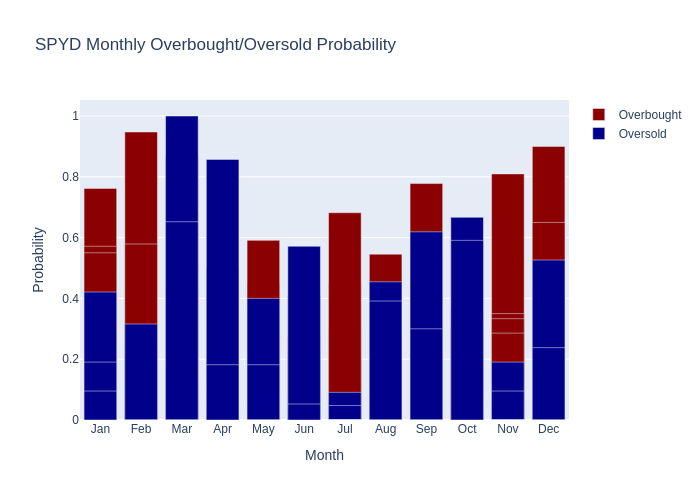 SPYD Monthly Overbought/Oversold Probability
Overbought
Oversold
Probability
1
0.8
0.6
0.4
0.2
0
Jan Feb Mar Apr May Jun Jul Aug Sep Oct Nov Dec
Month